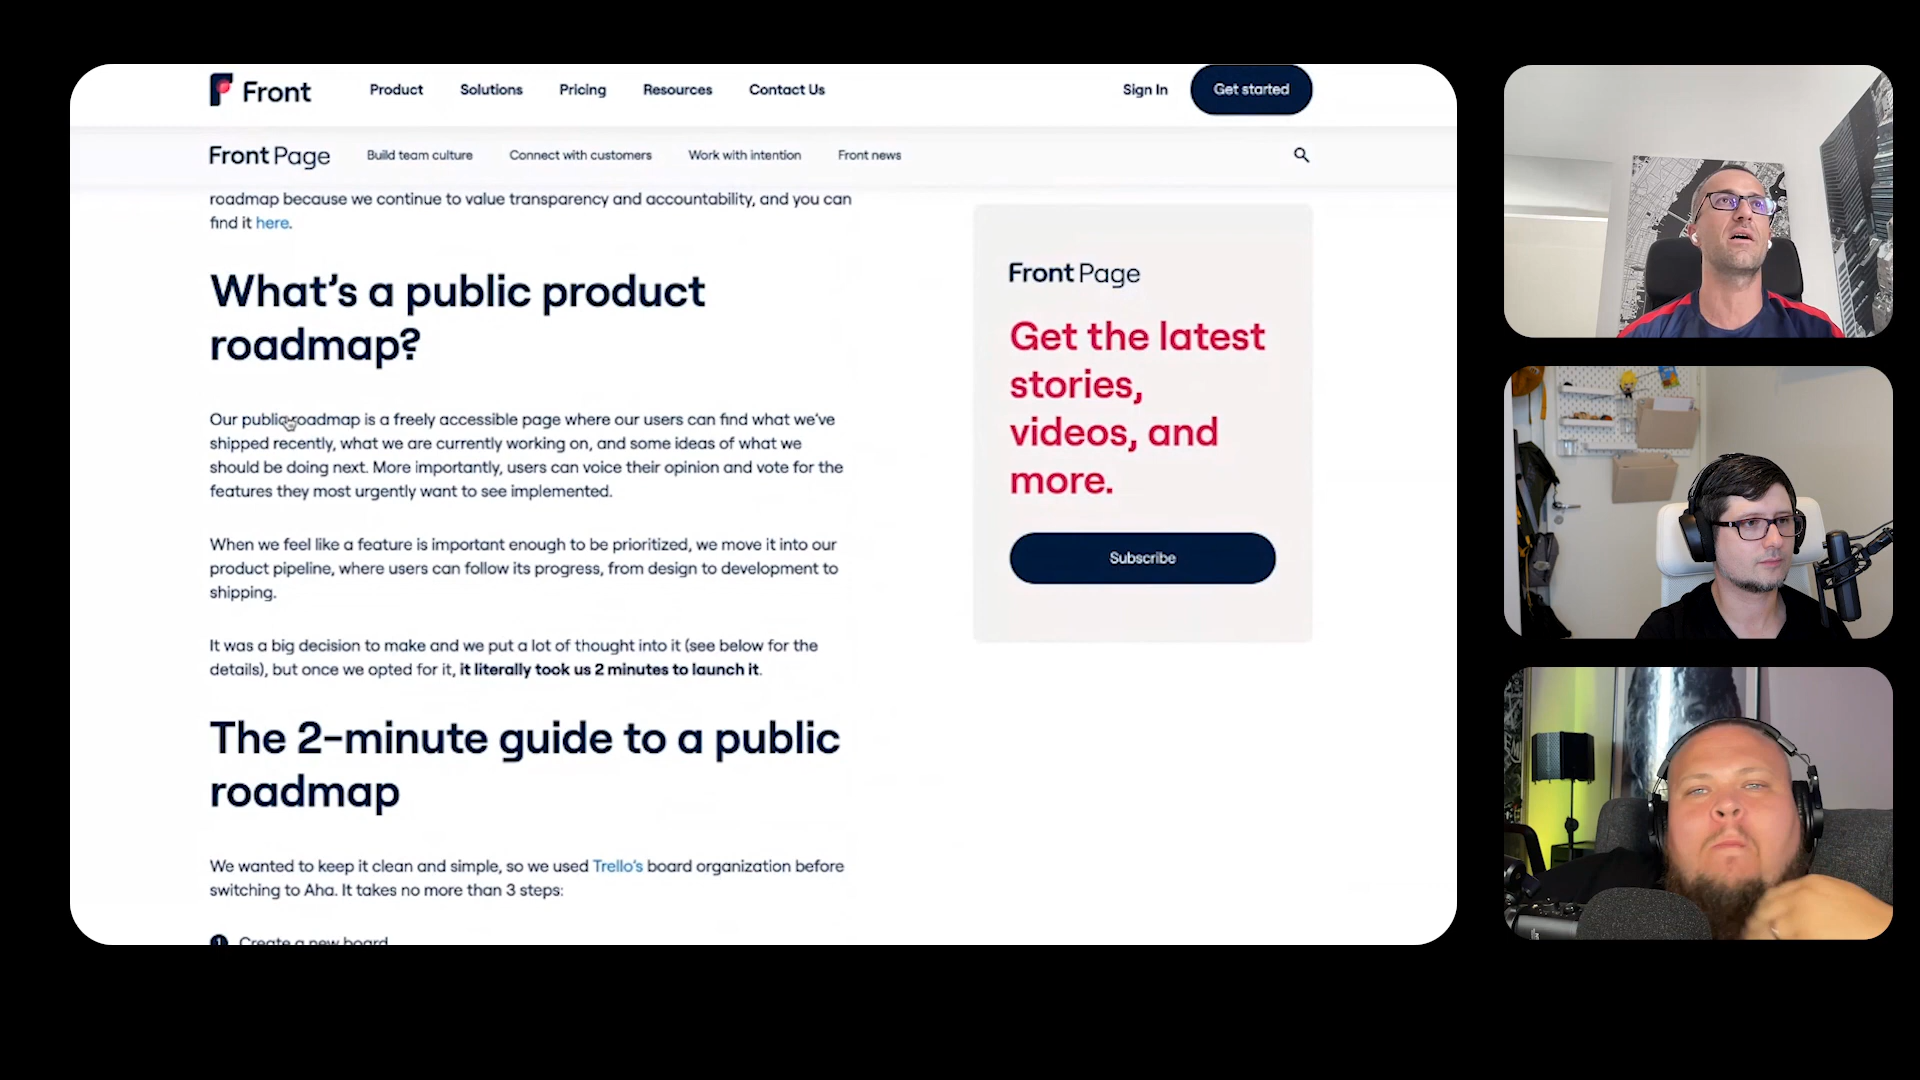 Front
Product Solutions Pricing Resources Contact Us Sign In Get started
Front Page
Build team culture Connect with customers Work with intention Front news
roadmap because we continue to value transparency and accountability, and you can
find it here.
What's a public product
roadmap?
Our public roadmap is a freely accessible page where our users can find what we've
shipped recently, what we are currently working on, and some ideas of what we
should be doing next. More importantly, users can voice their opinion and vote for the
features they most urgently want to see implemented.
When we feel like a feature is important enough to be prioritized, we move it into our
product pipeline, where users can follow its progress, from design to development to
shipping.
It was a big decision to make and we put a lot of thought into it (see below for the
details), but once we opted for it, it literally took us 2 minutes to launch it.
The 2-minute guide to a public
roadmap
We wanted to keep it clean and simple, so we used Trello's board organization before
switching to Aha. It takes no more than 3 steps:
1 Create a new board
Front Page
Get the latest
stories,
videos, and
more.
Subscribe